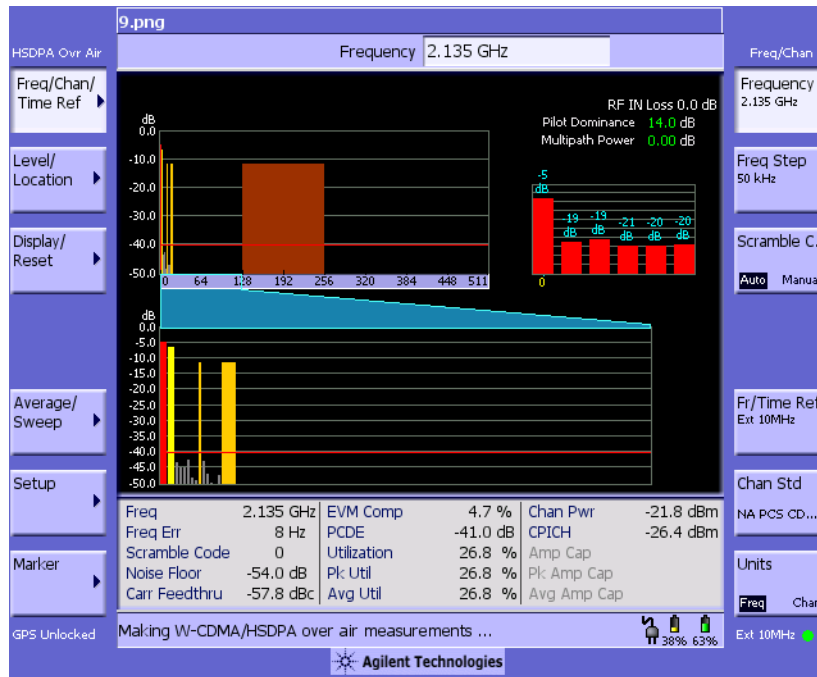 9.png
HSDPA Ovr Air
Frequency 2.135 GHz
Freq/Chan
Freq/Chan/
Time Ref
Level/
Location
Display/
Reset
Average/
Sweep
Setup
Marker
GPS Unlocked
RF IN Loss 0.0 dB
Pilot Dominance 14.0 dB
Multipath Power 0.00 dB
dB
0.0
-10.0
-20.0
-30.0
-40.0
-50.0
0 64 128 192 256 320 384 448 511
-5 dB
-19 dB
-19 dB
-21 dB
-20 dB
-20 dB
0
dB
0.0
-5.0
-10.0
-15.0
-20.0
-25.0
-30.0
-35.0
-40.0
-45.0
-50.0
Freq 2.135 GHz EVM Comp 4.7 % Chan Pwr -21.8 dBm
Freq Err 8 Hz PCDE -41.0 dB CPICH -26.4 dBm
Scramble Code 0 Utilization 26.8 % Amp Cap
Noise Floor -54.0 dB Pk Util 26.8 % Pk Amp Cap
Carr Feedthru -57.8 dBc Avg Util 26.8 % Avg Amp Cap
Making W-CDMA/HSDPA over air measurements ...
38% 63%
Agilent Technologies
Frequency
2.135 GHz
Freq Step
50 kHz
Scramble C.
Auto Manua
Fr/Time Ref
Ext 10MHz
Chan Std
NA PCS CD...
Units
Freq Char
Ext 10MHz